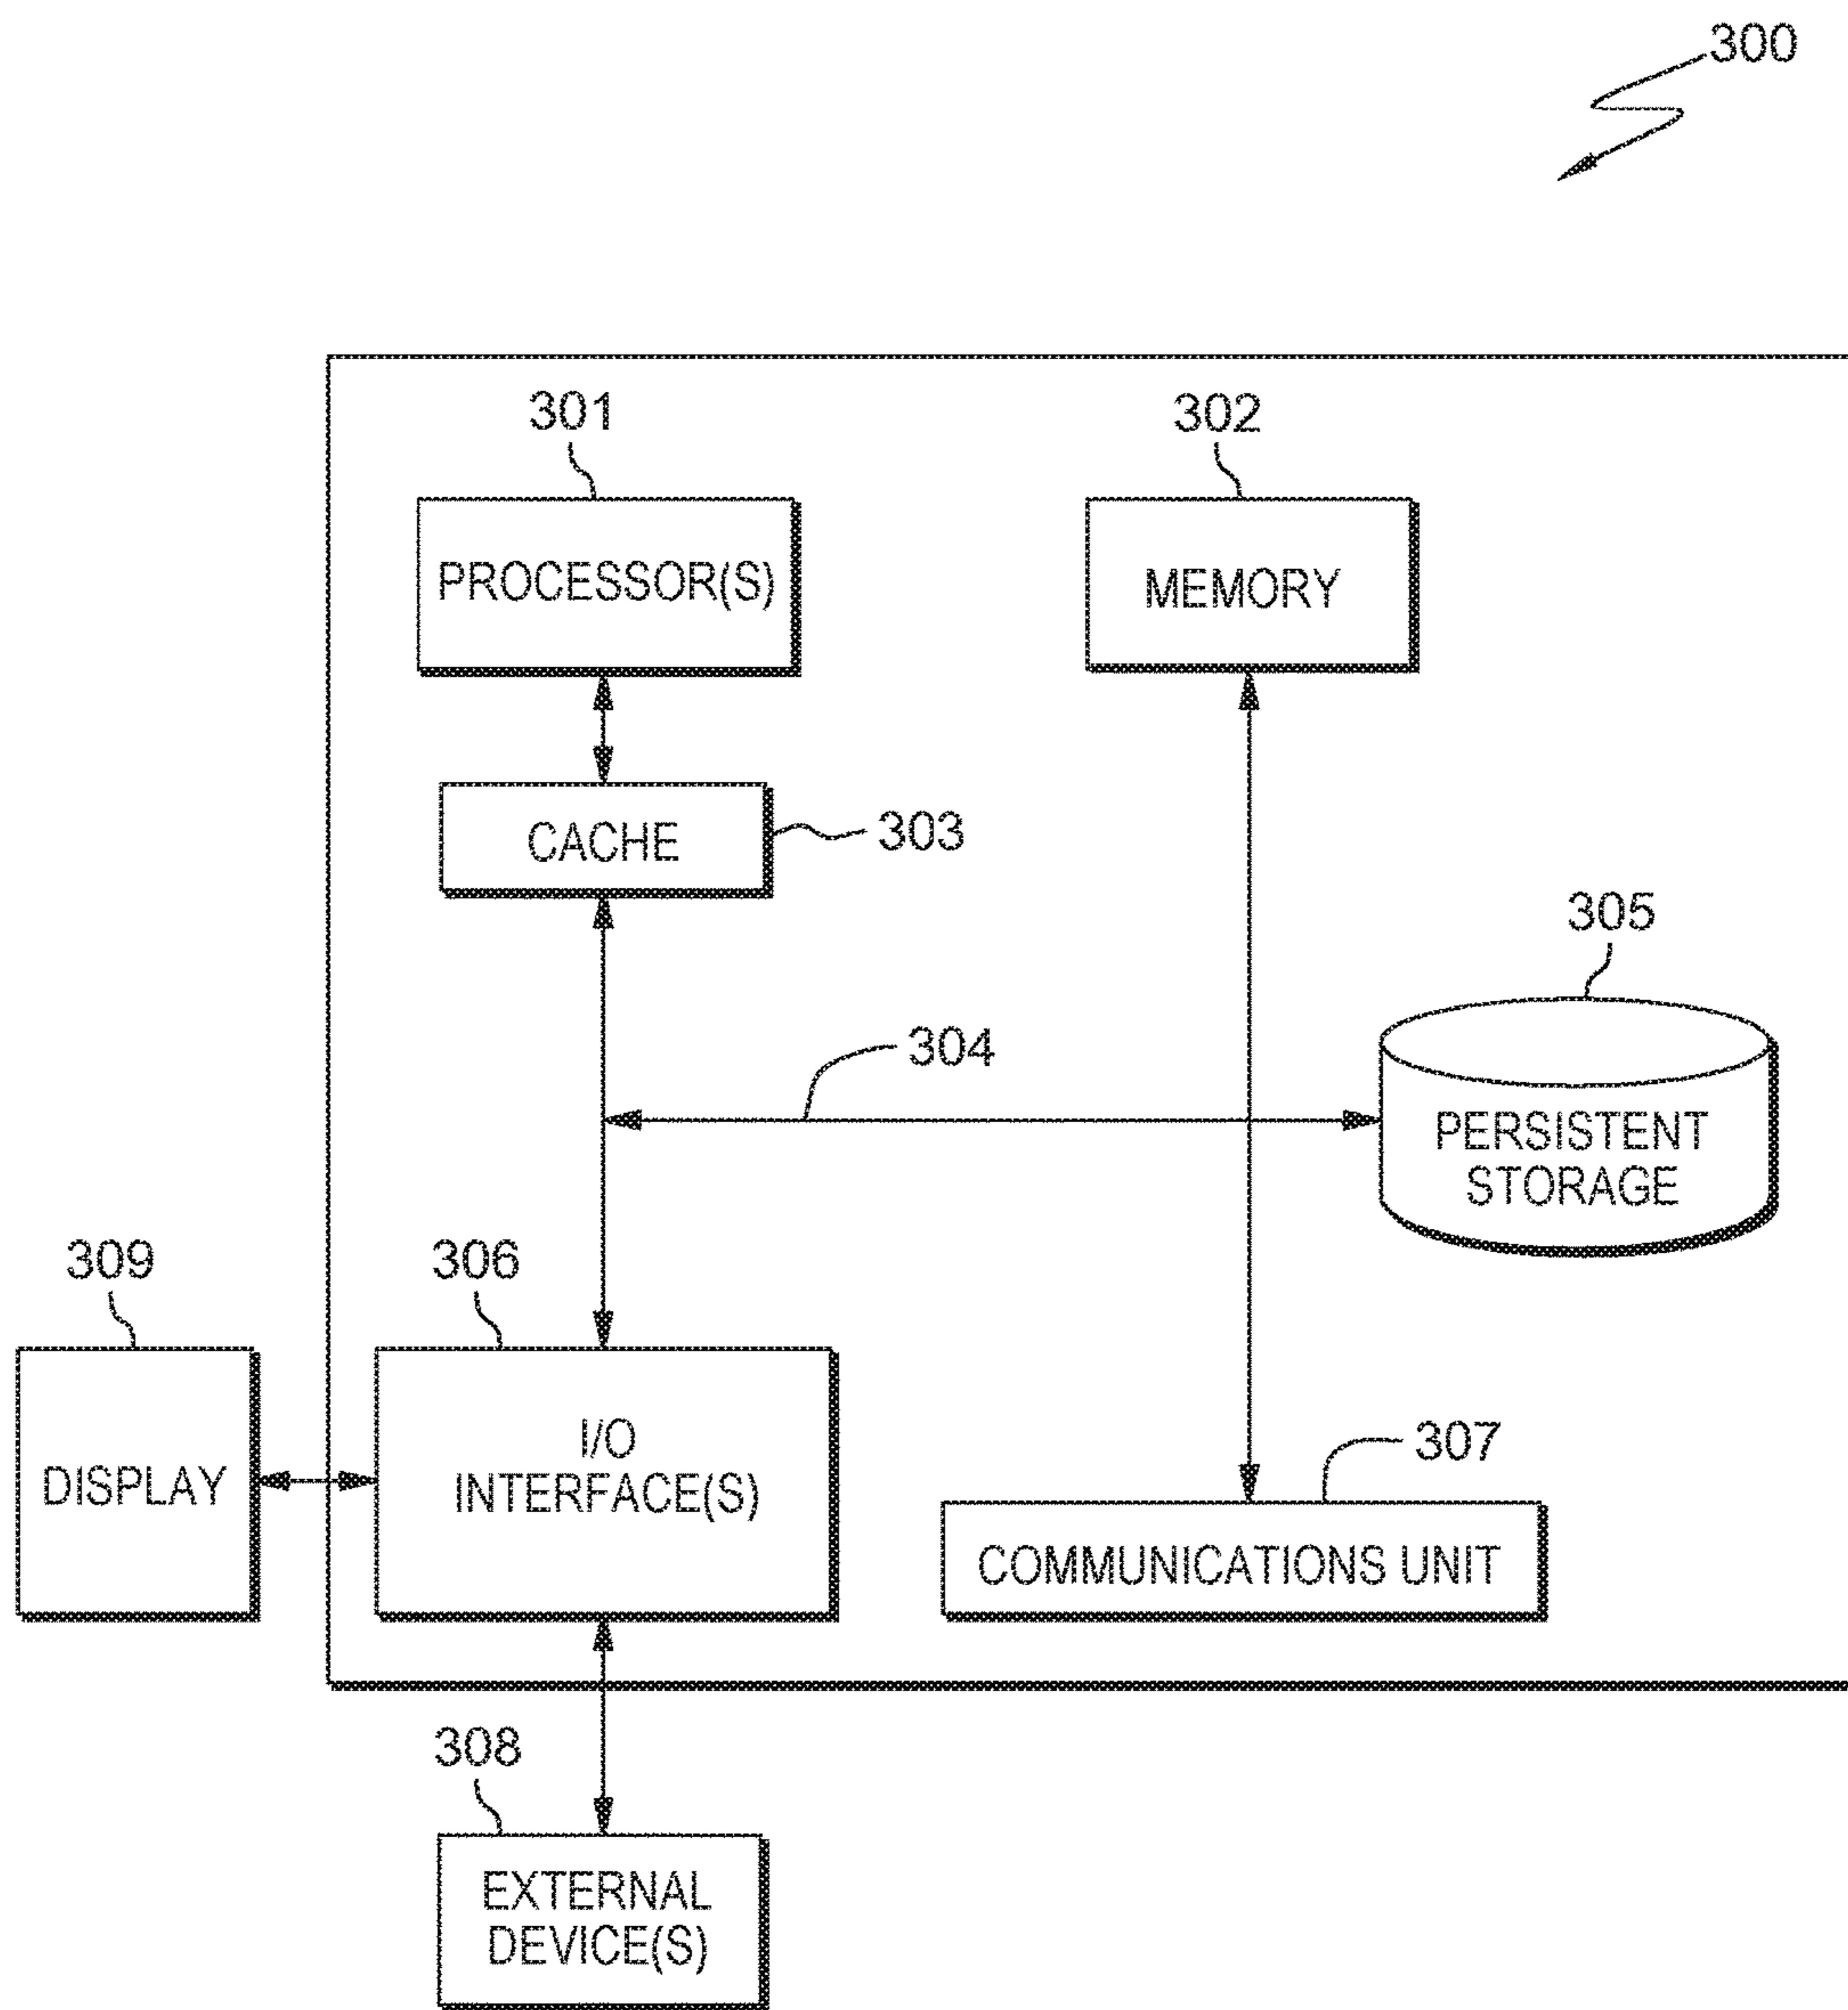 300
301
302
PROCESSOR(S)
MEMORY
CACHE
303
305
304
PERSISTENT
STORAGE
309
306
DISPLAY
I/O
INTERFACE(S)
307
COMMUNICATIONS UNIT
308
EXTERNAL
DEVICE(S)